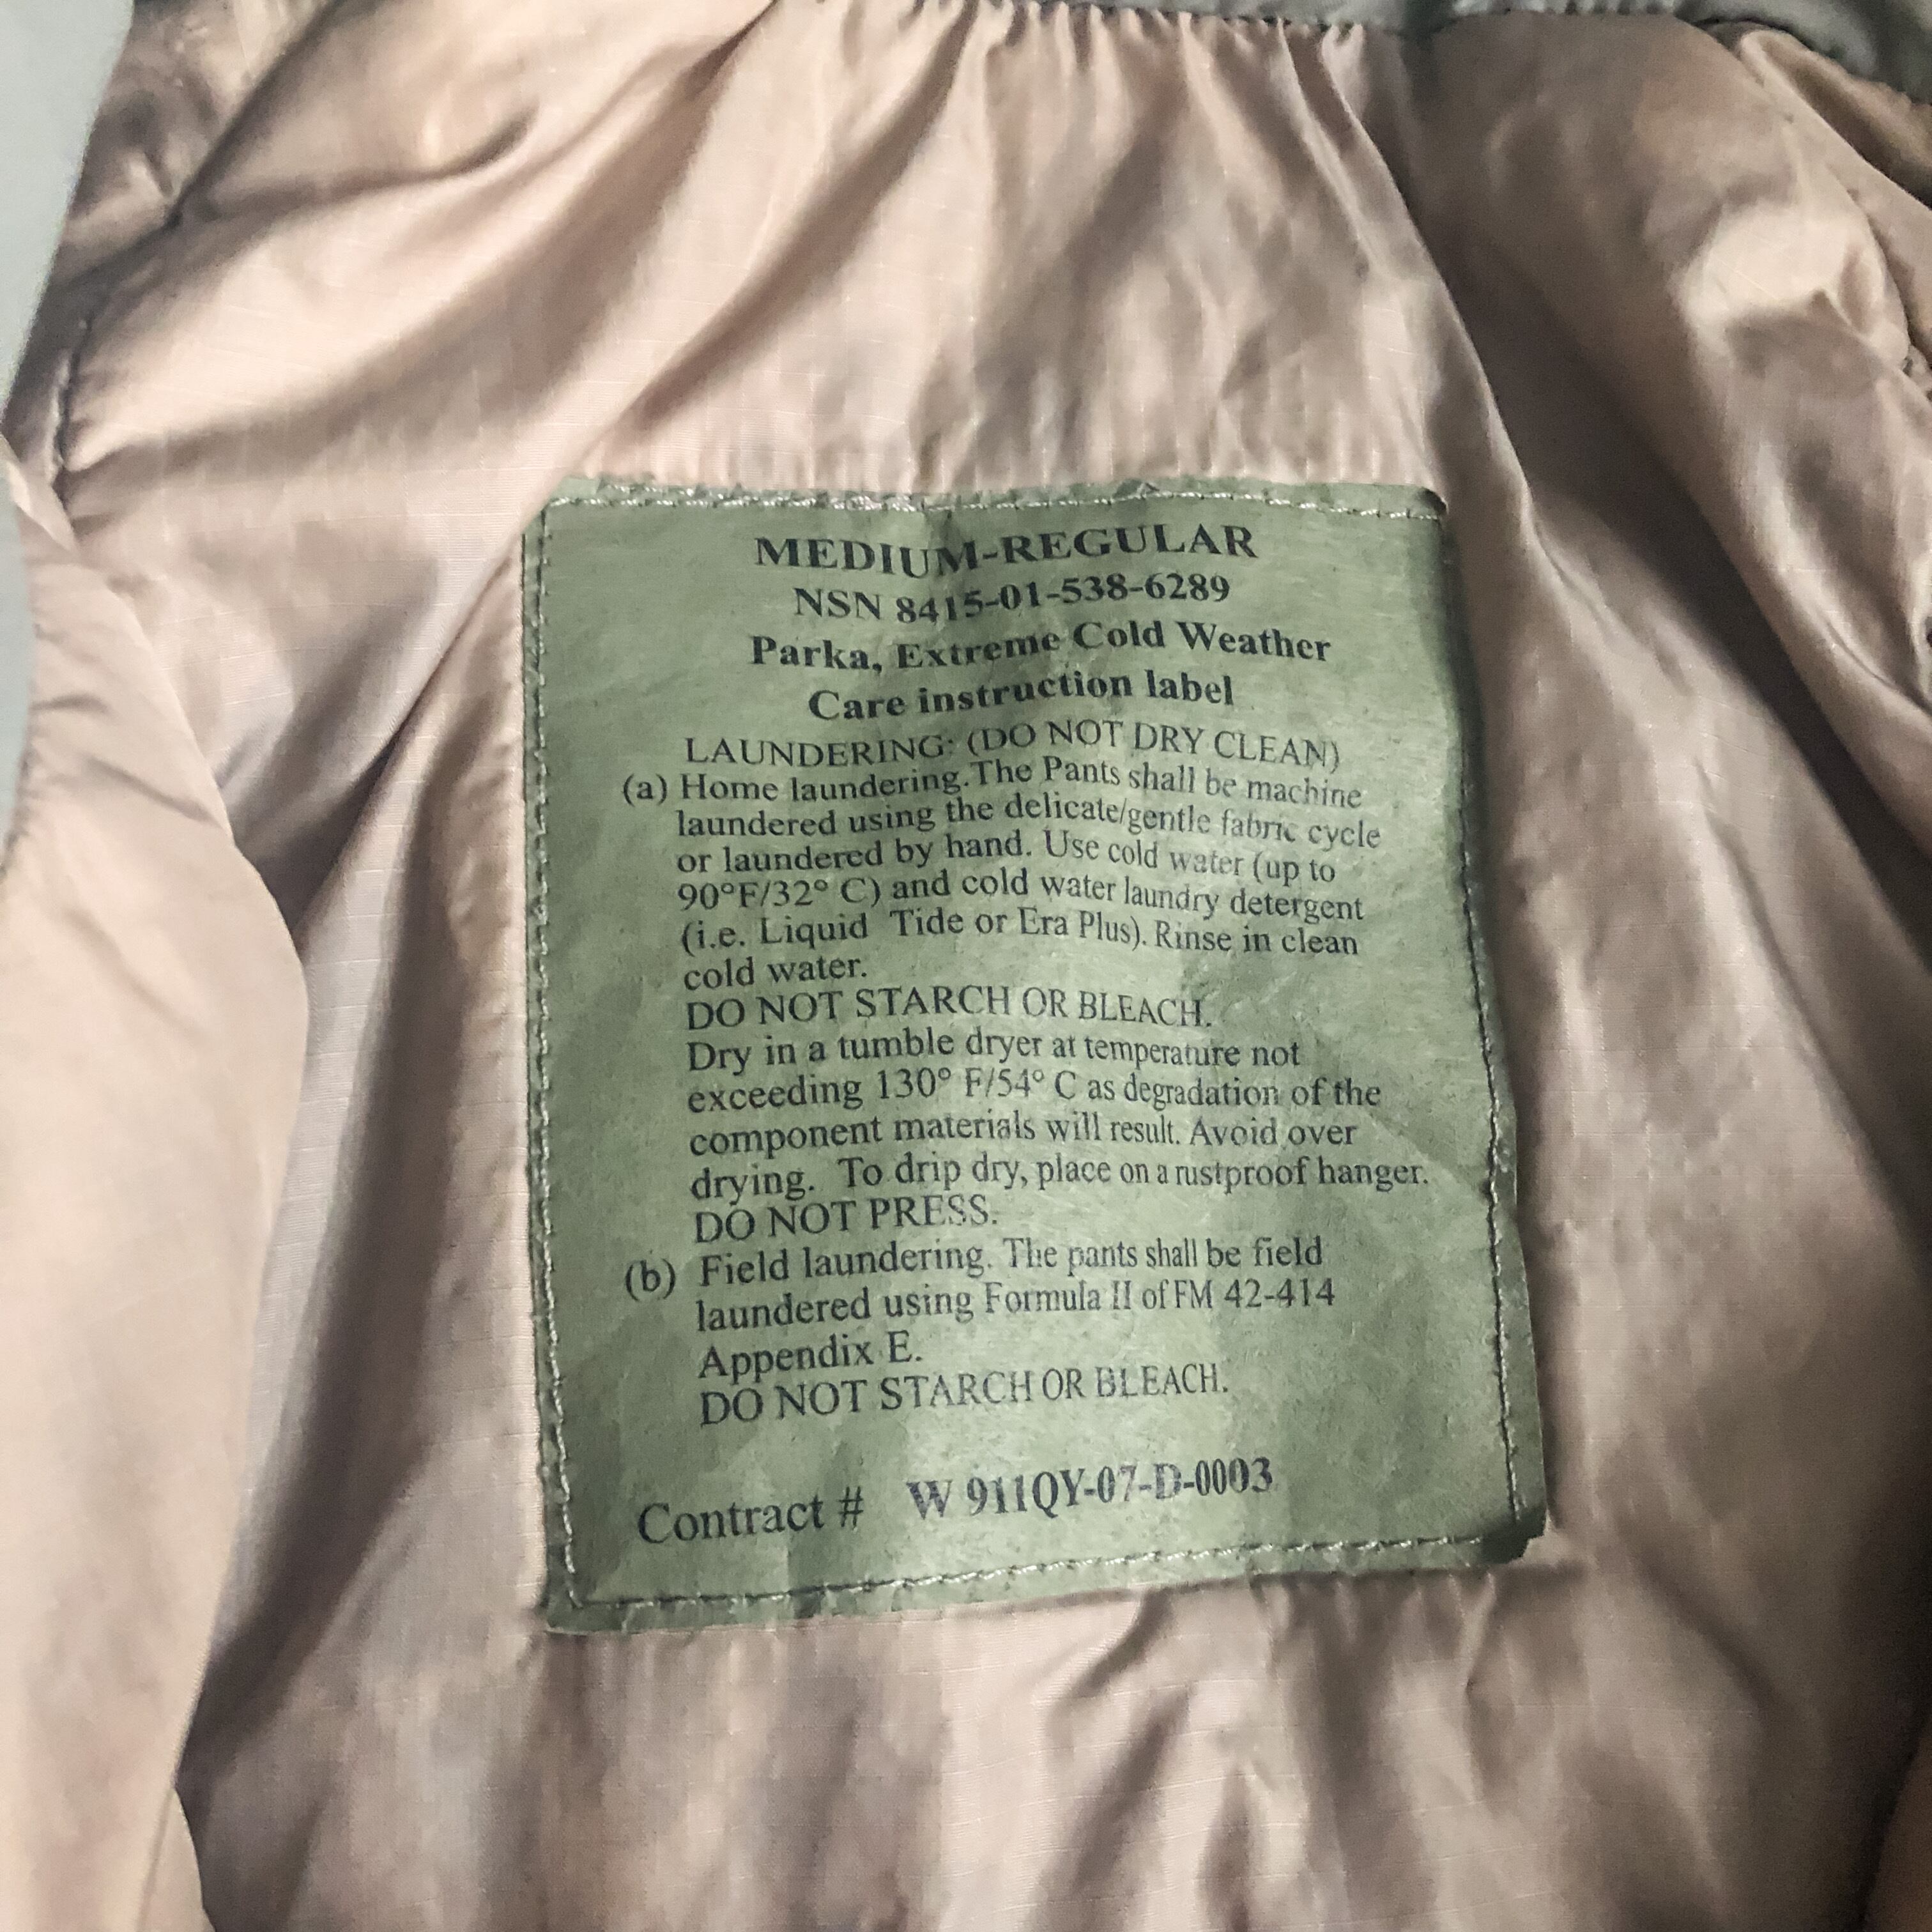 MEDIUM-REGULAR
NSN 8415-01-538-6289
Parka, Extreme Cold Weather
Care instruction label
LAUNDERING: (DO NOT DRY CLEAN)
(a) Home laundering. The Pants shall be machine
laundered using the delicate/gentle fabric cycle
or laundered by hand. Use cold water (up to
90°F/32° C) and cold water laundry detergent
(i.e. Liquid Tide or Era Plus). Rinse in clean
cold water.
DO NOT STARCH OR BLEACH.
Dry in a tumble dryer at temperature not
exceeding 130° F/54° C as degradation of the
component materials will result. Avoid over
drying. To drip dry, place on a rustproof hanger.
DO NOT PRESS.
(b) Field laundering. The pants shall be field
laundered using Formula II of FM 42-414
Appendix E.
DO NOT STARCH OR BLEACH.
Contract # W 911QY-07-D-0003